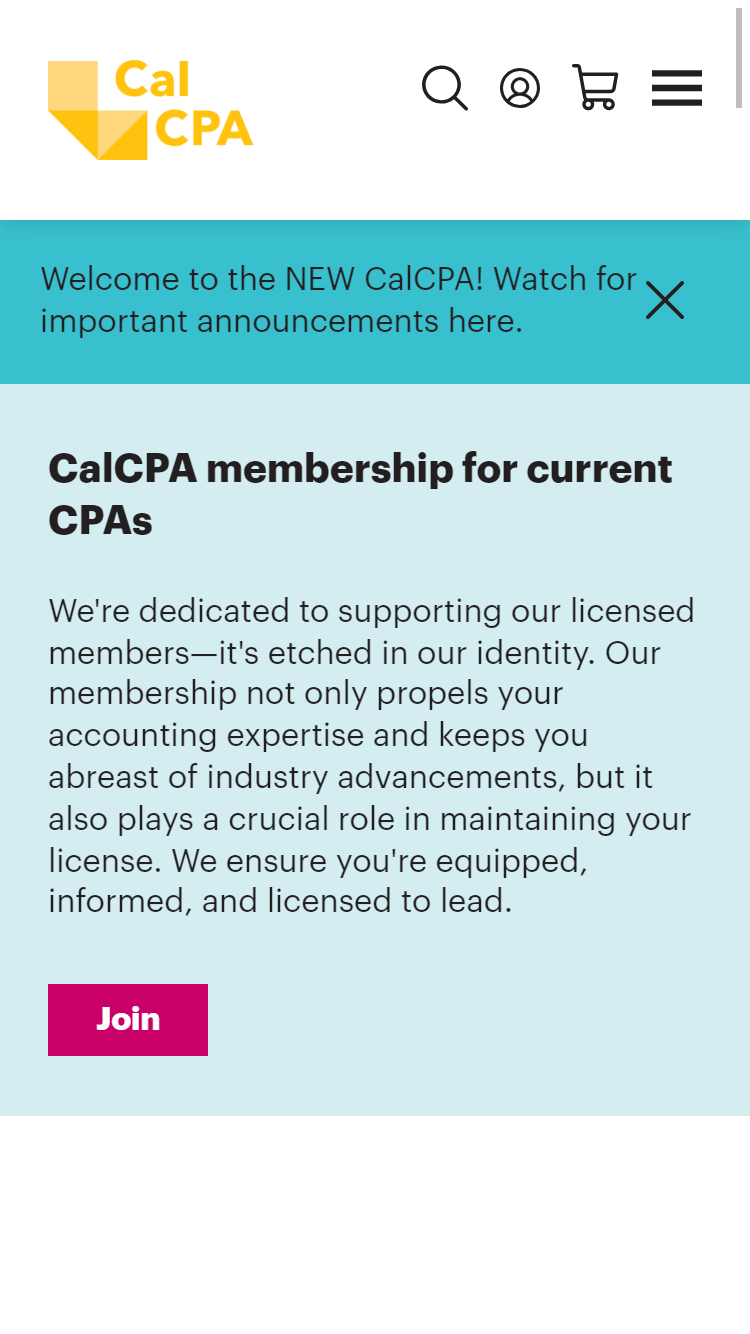 Cal
CPA
Welcome to the NEW CalCPA! Watch for
important announcements here.
CalCPA membership for current
CPAs
We're dedicated to supporting our licensed
members—it's etched in our identity. Our
membership not only propels your
accounting expertise and keeps you
abreast of industry advancements, but it
also plays a crucial role in maintaining your
license. We ensure you're equipped,
informed, and licensed to lead.
Join